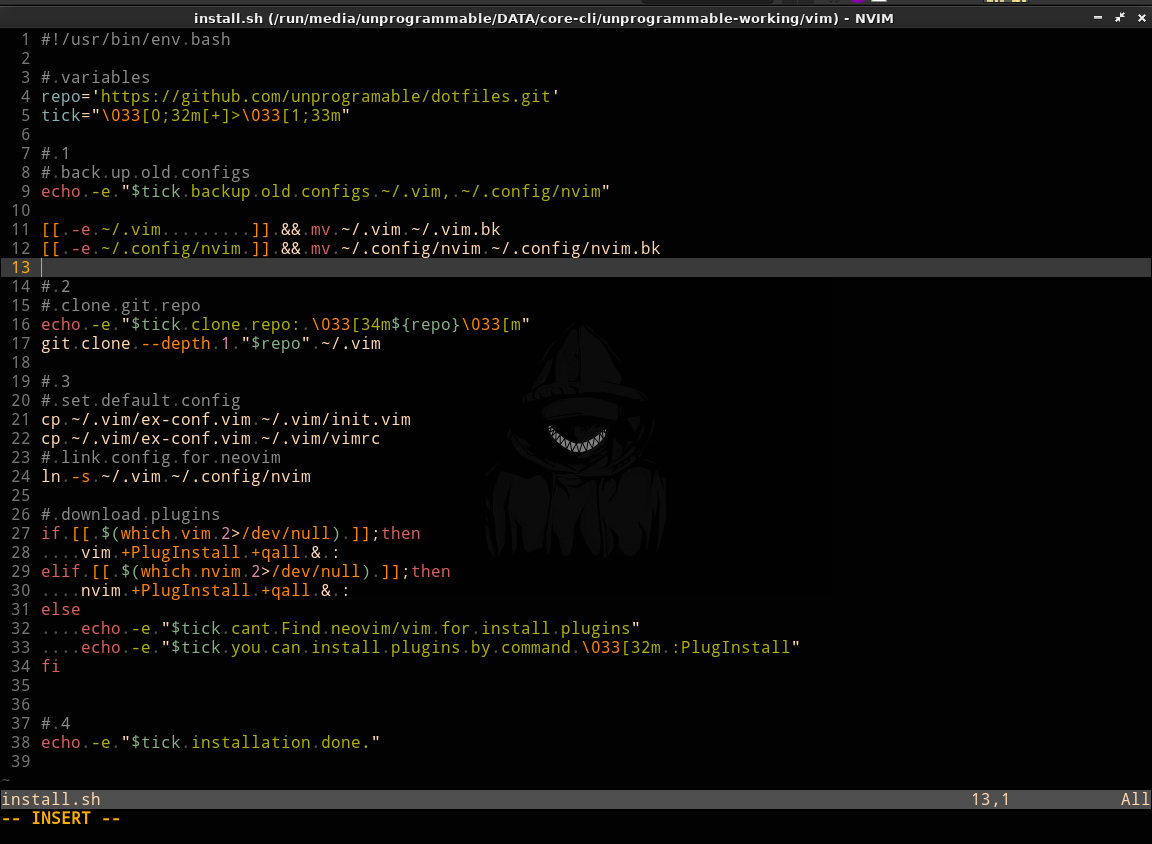 install.sh (/run/media/unprogrammable/DATA/core-cli/unprogrammable-working/vim) - NVIM
1 #!/usr/bin/env.bash
2
3 #.variables
4 repo='https://github.com/unprogramable/dotfiles.git'
5 tick="\033[0;32m[+]>\033[1;33m"
6
7 #.1
8 #.back.up.old.configs
9 echo.-e."$tick.backup.old.configs.~/.vim,.~/.config/nvim"
10
11 [[.-e.~/.vim.........]].&&.mv.~/.vim.~/.vim.bk
12 [[.-e.~/.config/nvim.]].&&.mv.~/.config/nvim.~/.config/nvim.bk
13
14 #.2
15 #.clone.git.repo
16 echo.-e."$tick.clone.repo:.\033[34m${repo}\033[m"
17 git.clone.--depth.1."$repo".~/.vim
18
19 #.3
20 #.set.default.config
21 cp.~/.vim/ex-conf.vim.~/.vim/init.vim
22 cp.~/.vim/ex-conf.vim.~/.vim/vimrc
23 #.link.config.for.neovim
24 ln.-s.~/.vim.~/.config/nvim
25
26 #.download.plugins
27 if.[[.$(which.vim.2>/dev/null).]];then
28 ....vim.+PlugInstall.+qall.&.:
29 elif.[[.$(which.nvim.2>/dev/null).]];then
30 ....nvim.+PlugInstall.+qall.&.:
31 else
32 ....echo.-e."$tick.cant.Find.neovim/vim.for.install.plugins"
33 ....echo.-e."$tick.you.can.install.plugins.by.command.\033[32m.:PlugInstall"
34 fi
35
36
37 #.4
38 echo.-e."$tick.installation.done."
39
~
install.sh 13,1 All
-- INSERT --